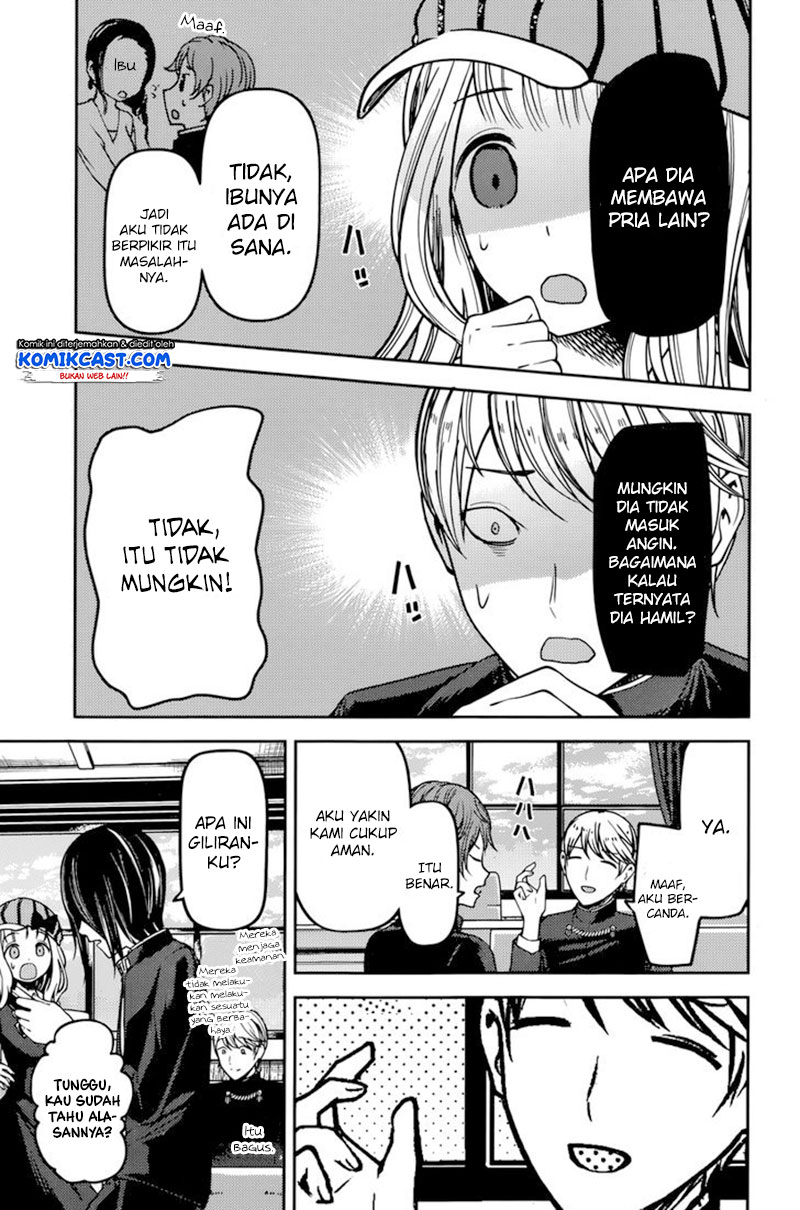 APA DIA
MEMBAWA
PRIA LAIN?
Maaf.
Ibu
TIDAK,
IBUNYA
ADA DI
SANA.
JADI
AKU TIDAK
BERPIKIR ITU
MASALAH-
NYA.
Komik ini diterjemahkan & diedit oleh
KOMIKCAST.COM
BUKAN WEB LAIN!!
MUNGKIN
DIA TIDAK
MASUK
ANGIN.
BAGAIMANA
KALAU
TERNYATA
DIA HAMIL?
TIDAK,
ITU TIDAK
MUNGKIN!
YA.
MAAF,
AKU BER-
CANDA.
AKU YAKIN
KAMI CUKUP
AMAN.
ITU
BENAR.
APA INI
GILIRAN-
KU?
Mereka
menjaga
keamanan.
Mereka
tidak melaku-
kan melaku-
kan sesuatu
yang berba-
haya
Itu
Bagus.
TUNGGU,
KAU SUDAH
TAHU ALA-
SANNYA?